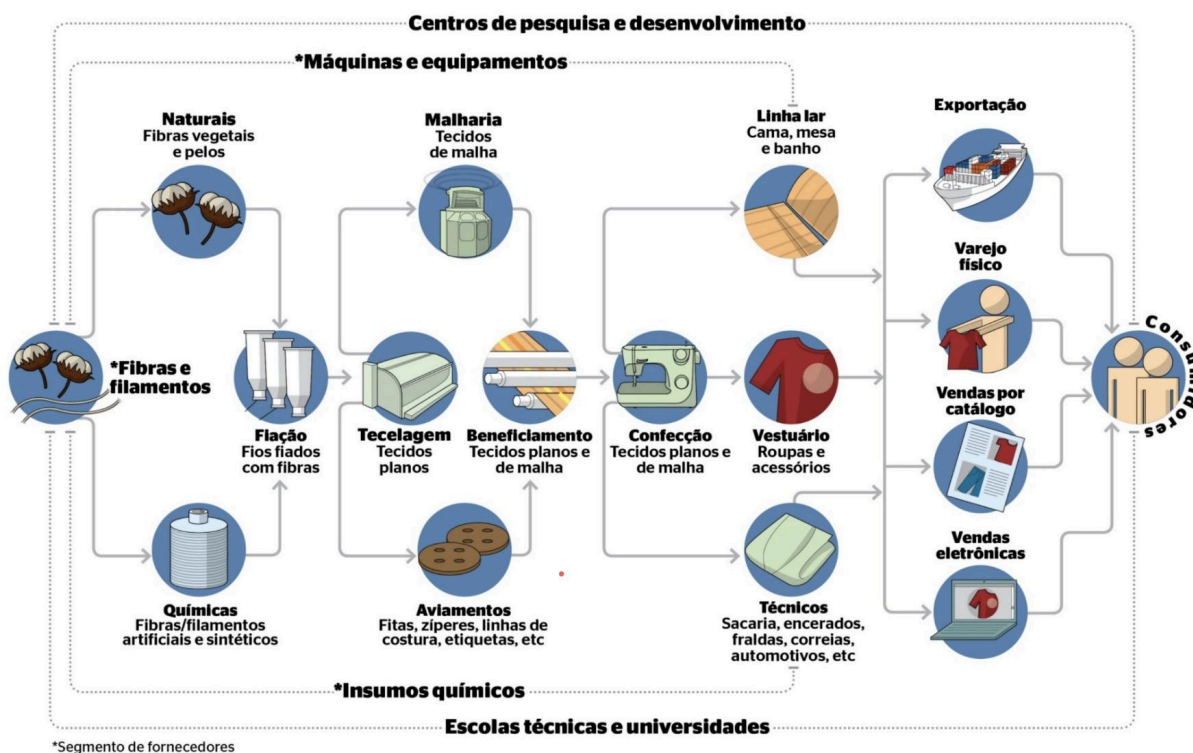 Centros de pesquisa e desenvolvimento
*Máquinas e equipamentos
Naturais
Fibras vegetais
e pelos
Malharia
Tecidos
de malha
Linha lar
Cama, mesa
e banho
Exportação
Varejo
físico
*Fibras e
filamentos
Flação
Fios fiados
com fibras
Tecelagem
Tecidos
planos
Beneficiamento
Tecidos planos e
de malha
Confecção
Tecidos planos e
de malha
Vestuário
Roupas e
acessórios
Vendas por
catálogo
Consumidores
Químicas
Fibras/filamentos
artificiais e sintéticos
Aviamentos
Fitas, zíperes, linhas de
costura, etiquetas, etc
Técnicos
Sacaria, encerados,
fraldas, correias,
automotivos, etc
Vendas
eletrônicas
*Insumos químicos
Escolas técnicas e universidades
*Segmento de fornecedores